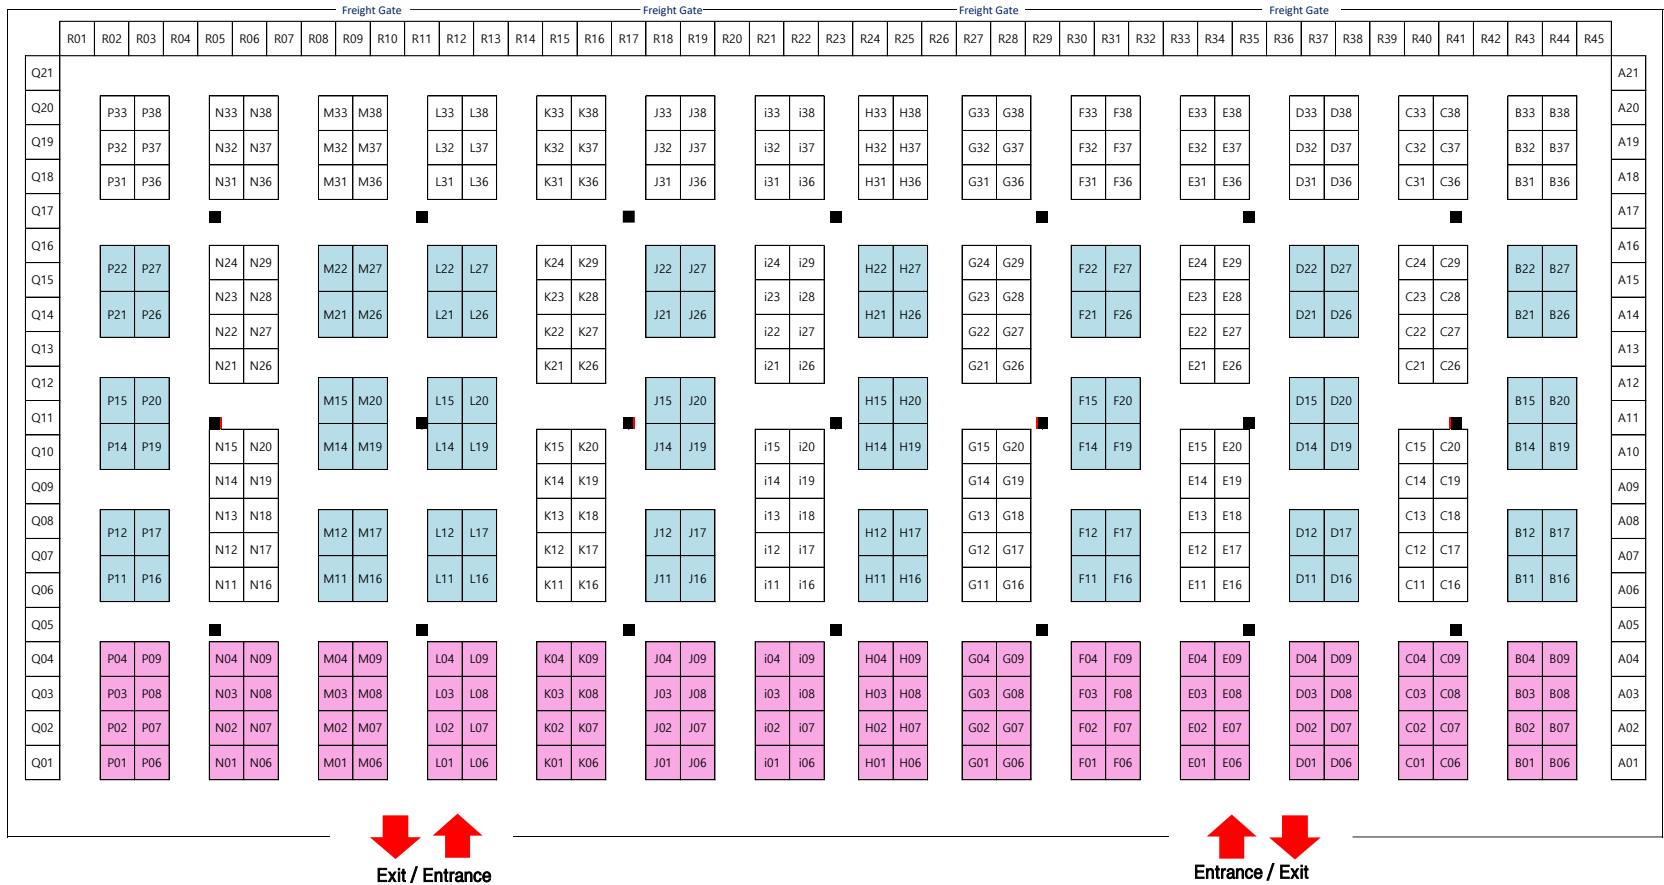 Freight Gate Freight Gate Freight Gate Freight Gate
R01 R02 R03 R04 R05 R06 R07 R08 R09 R10 R11 R12 R13 R14 R15 R16 R17 R18 R19 R20 R21 R22 R23 R24 R25 R26 R27 R28 R29 R30 R31 R32 R33 R34 R35 R36 R37 R38 R39 R40 R41 R42 R43 R44 R45
Q21 A21
Q20 P33 P38 N33 N38 M33 M38 L33 L38 K33 K38 J33 J38 i33 i38 H33 H38 G33 G38 F33 F38 E33 E38 D33 D38 C33 C38 B33 B38 A20
Q19 P32 P37 N32 N37 M32 M37 L32 L37 K32 K37 J32 J37 i32 i37 H32 H37 G32 G37 F32 F37 E32 E37 D32 D37 C32 C37 B32 B37 A19
Q18 P31 P36 N31 N36 M31 M36 L31 L36 K31 K36 J31 J36 i31 i36 H31 H36 G31 G36 F31 F36 E31 E36 D31 D36 C31 C36 B31 B36 A18
Q17 A17
Q16 A16
N24 N29 K24 K29 i24 i29 G24 G29 E24 E29 C24 C29
P22 P27 M22 M27 L22 L27 J22 J27 H22 H27 F22 F27 D22 D27 B22 B27
Q15 A15
N23 N28 K23 K28 i23 i28 G23 G28 E23 E28 C23 C28
Q14 P21 P26 M21 M26 L21 L26 J21 J26 H21 H26 F21 F26 D21 D26 B21 B26 A14
N22 N27 K22 K27 i22 i27 G22 G27 E22 E27 C22 C27
Q13 A13
N21 N26 K21 K26 i21 i26 G21 G26 E21 E26 C21 C26
Q12 A12
P15 P20 M15 M20 L15 L20 J15 J20 H15 H20 F15 F20 D15 D20 B15 B20
Q11 A11
Q10 P14 P19 N15 N20 M14 M19 L14 L19 K15 K20 J14 J19 i15 i20 H14 H19 G15 G20 F14 F19 E15 E20 D14 D19 C15 C20 B14 B19 A10
N14 N19 K14 K19 i14 i19 G14 G19 E14 E19 C14 C19
Q09 A09
N13 N18 K13 K18 i13 i18 G13 G18 E13 E18 C13 C18
Q08 A08
P12 P17 M12 M17 L12 L17 J12 J17 H12 H17 F12 F17 D12 D17 B12 B17
N12 N17 K12 K17 i12 i17 G12 G17 E12 E17 C12 C17
Q07 A07
P11 P16 N11 N16 M11 M16 L11 L16 K11 K16 J11 J16 i11 i16 H11 H16 G11 G16 F11 F16 E11 E16 D11 D16 C11 C16 B11 B16
Q06 A06
Q05 A05
Q04 P04 P09 N04 N09 M04 M09 L04 L09 K04 K09 J04 J09 i04 i09 H04 H09 G04 G09 F04 F09 E04 E09 D04 D09 C04 C09 B04 B09 A04
Q03 P03 P08 N03 N08 M03 M08 L03 L08 K03 K08 J03 J08 i03 i08 H03 H08 G03 G08 F03 F08 E03 E08 D03 D08 C03 C08 B03 B08 A03
Q02 P02 P07 N02 N07 M02 M07 L02 L07 K02 K07 J02 J07 i02 i07 H02 H07 G02 G07 F02 F07 E02 E07 D02 D07 C02 C07 B02 B07 A02
Q01 P01 P06 N01 N06 M01 M06 L01 L06 K01 K06 J01 J06 i01 i06 H01 H06 G01 G06 F01 F06 E01 E06 D01 D06 C01 C06 B01 B06 A01
Exit / Entrance Entrance / Exit